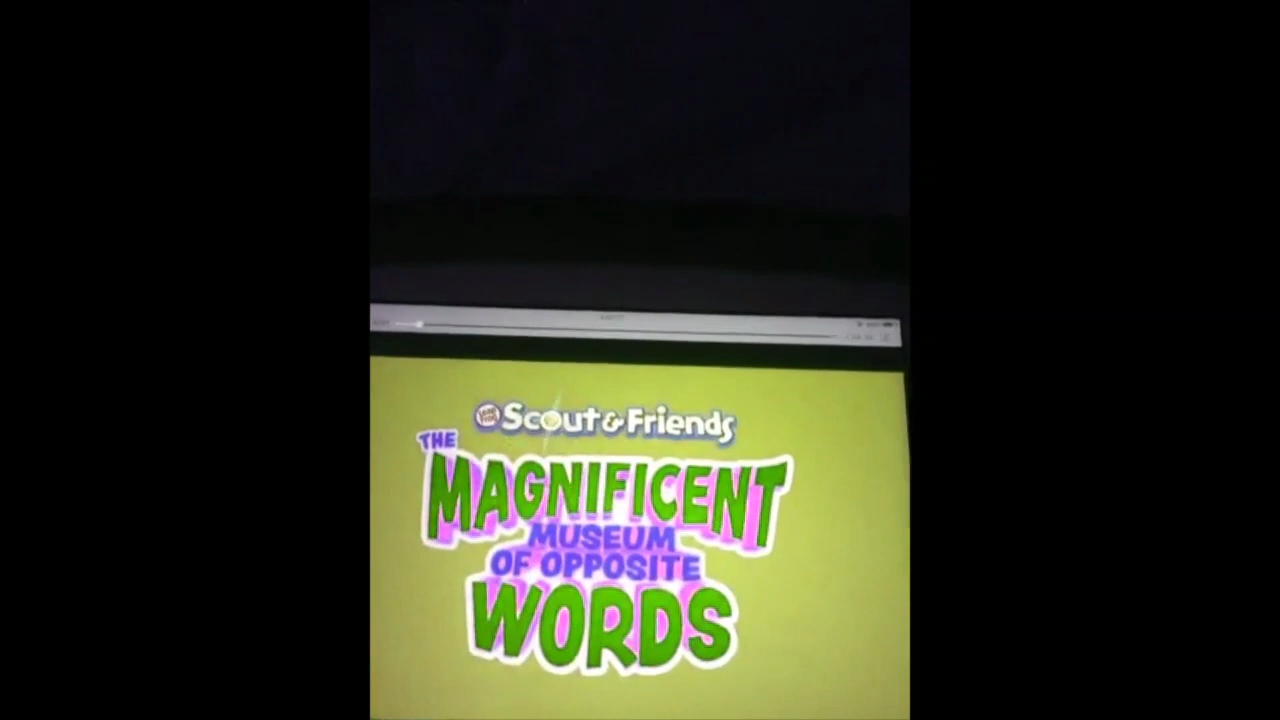 Scout & Friends
THE
MAGNIFICENT
MUSEUM
OF OPPOSITE
WORDS